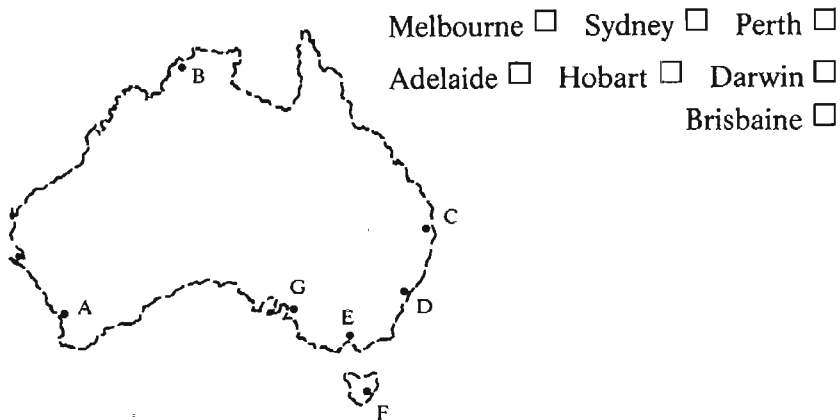 Melbourne □ Sydney □ Perth □
Adelaide □ Hobart □ Darwin □
Brisbaine □
B
C
G
A
E
D
F